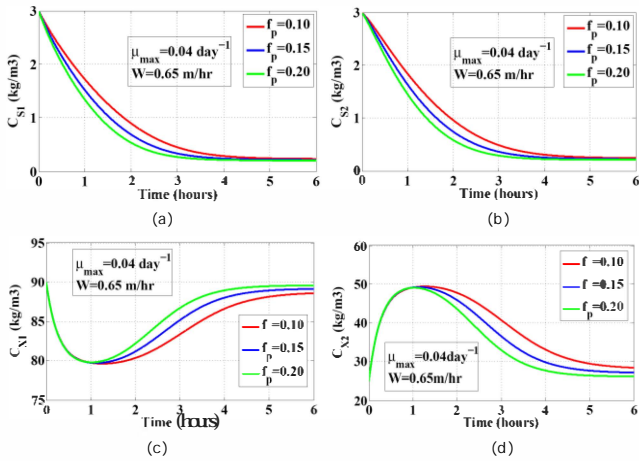 3
2
1
0
C_S1 (kg/m3)
μ_max=0.04 day⁻¹
W=0.65 m/hr
f_p=0.10
f_p=0.15
f_p=0.20
0 1 2 3 4 5 6
Time (hours)
(a)
3
2
1
0
C_S2 (kg/m3)
μ_max=0.04 day⁻¹
W=0.65 m/hr
f_p=0.10
f_p=0.15
f_p=0.20
0 1 2 3 4 5 6
Time (hours)
(b)
95
90
85
80
75
C_X1 (kg/m3)
μ_max=0.04 day⁻¹
W=0.65 m/hr
f_p=0.10
f_p=0.15
f_p=0.20
0 1 2 3 4 5 6
Time (hours)
(c)
60
50
40
30
20
C_X2 (kg/m3)
f =0.10
f_p=0.15
f_p=0.20
μ_max=0.04day⁻¹
W=0.65m/hr
0 1 2 3 4 5 6
Time (hours)
(d)